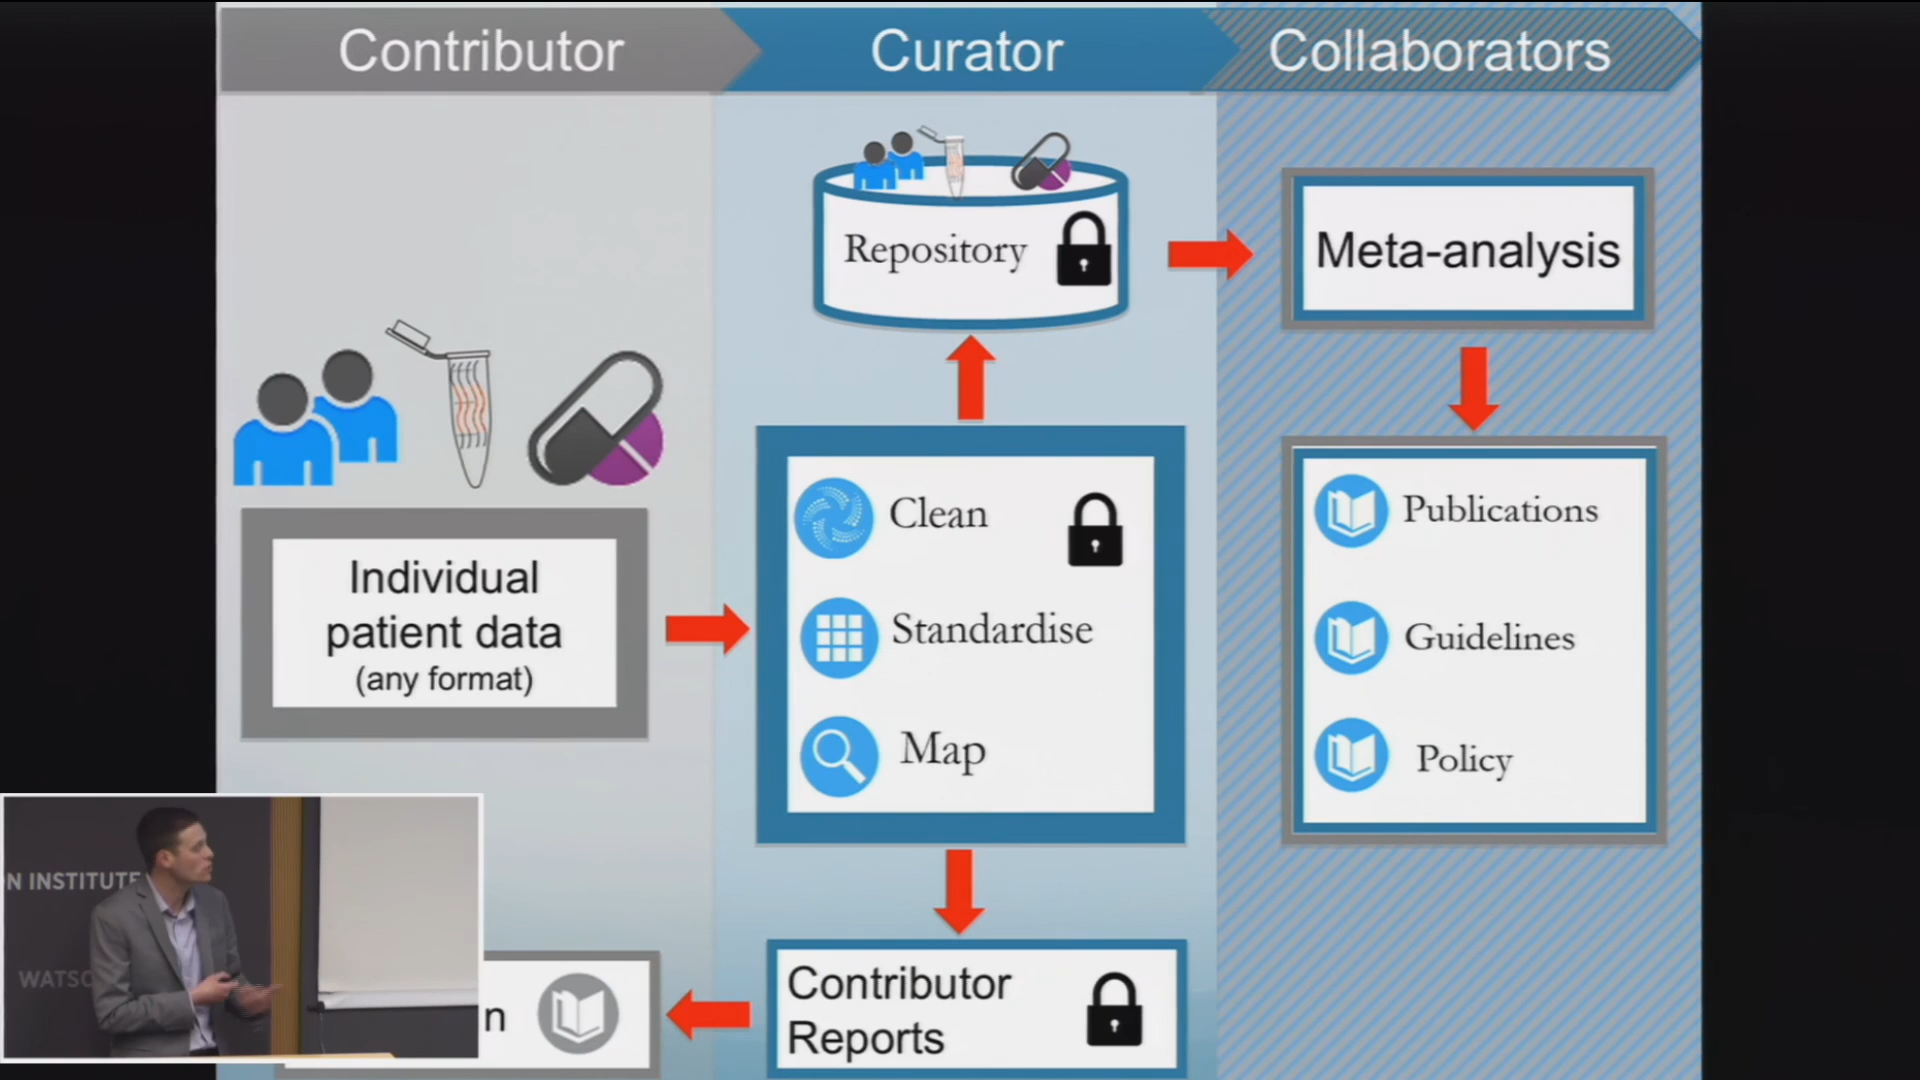 Contributor
Curator
Collaborators
Repository
Meta-analysis
Individual
patient data
(any format)
Clean
Standardise
Map
Publications
Guidelines
Policy
Contributor
Reports
n
N INSTITUTE
WATSO